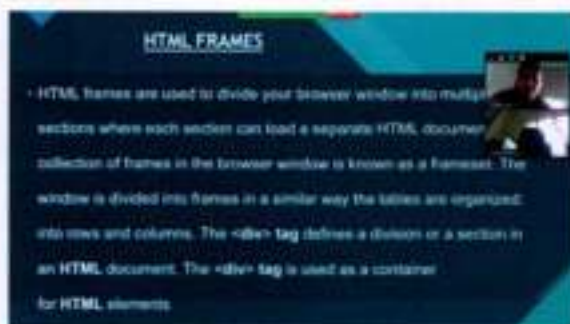 HTML FRAMES
• HTML frames are used to divide your browser window into
sections where each section can load a separate HTML
collection of frames in the browser window is known as a frameset. The
window is divided into frames in a similar way the tables are organized:
into rows and columns. The <div> tag defines a division or a section in
an HTML document. The <div> tag is used as a container
for HTML elements